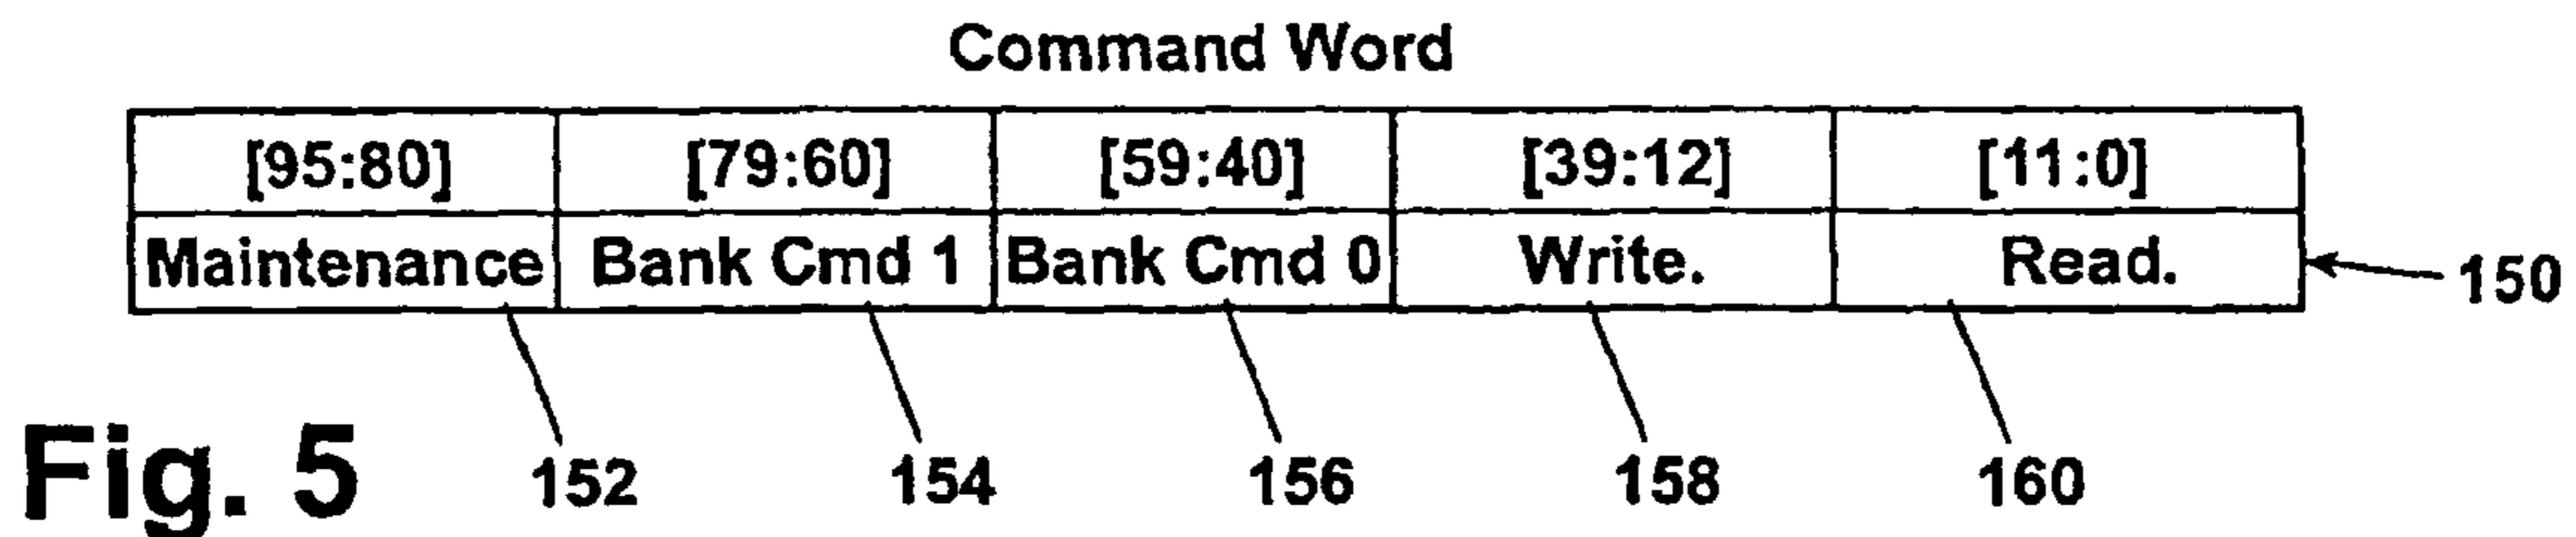 Command Word
[95:80] [79:60] [59:40] [39:12] [11:0]
Maintenance Bank Cmd 1 Bank Cmd 0 Write. Read.
150
Fig. 5
152 154 156 158 160